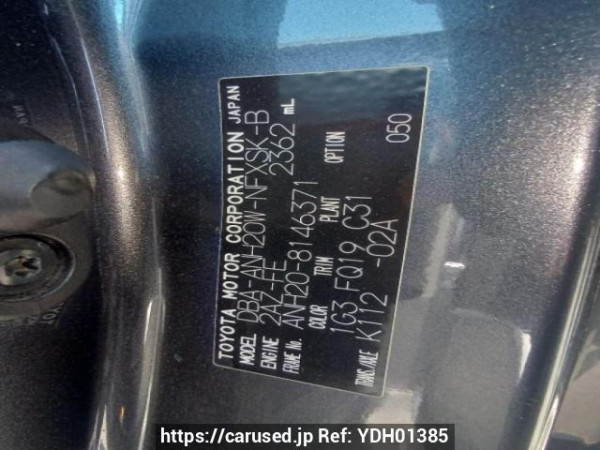 TOYOTA MOTOR CORPORATION JAPAN
MODEL DBA-ANH20W-NFXSK-B
ENGINE 2AZ-FE 2362 mL
FRAME No. ANH20-8146371
COLOR TRIM PLANT OPTION
1G3 FQ19 C31 050
TRANS./AXLE K112 -02A
https://carused.jp Ref: YDH01385